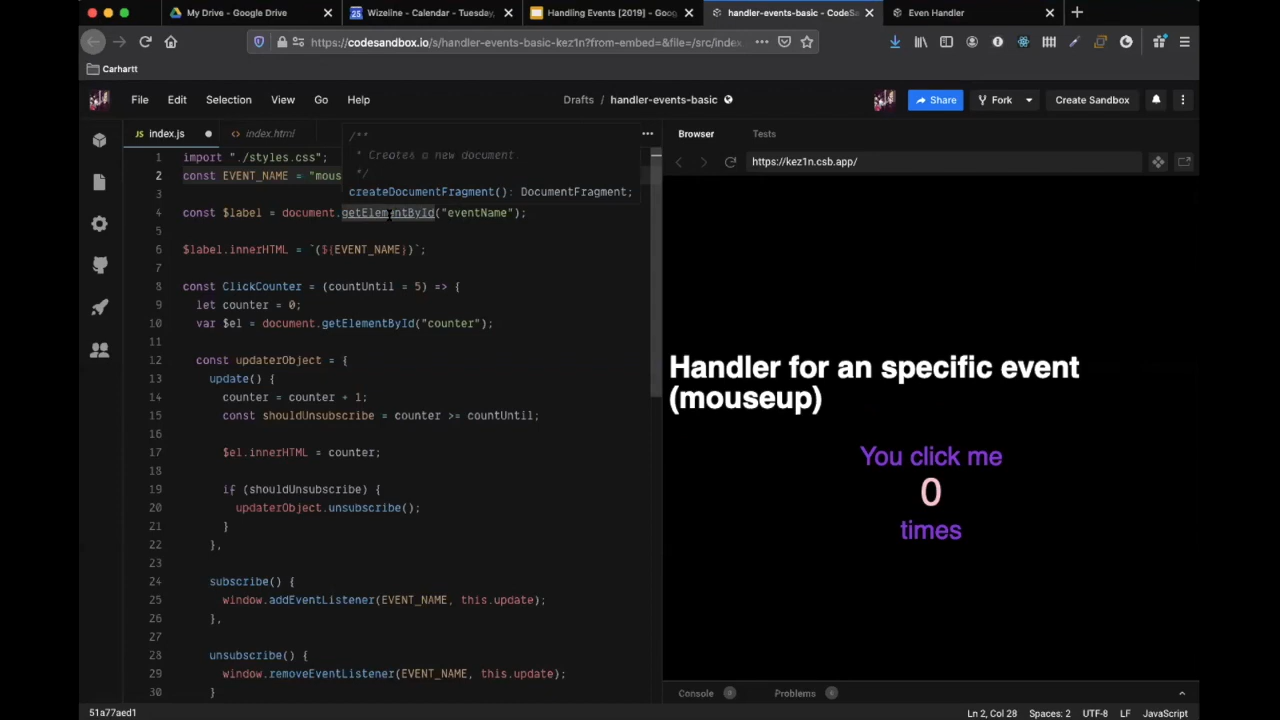 My Drive - Google Drive
Wizeline - Calendar - Tuesday,
Handling Events [2019] - Goog
handler-events-basic - CodeSa
Even Handler
https://codesandbox.io/s/handler-events-basic-kez1n?from-embed=&file=/src/index.
Carhartt
File Edit Selection View Go Help
Drafts / handler-events-basic
Share
Fork
Create Sandbox
JS index.js
<> index.html
1 import "./styles.css";
2 const EVENT_NAME = "mous
3
4 const $label = document.getElementById("eventName");
5
6 $label.innerHTML = `(${EVENT_NAME})`;
7
8 const ClickCounter = (countUntil = 5) => {
9 let counter = 0;
10 var $el = document.getElementById("counter");
11
12 const updaterObject = {
13 update() {
14 counter = counter + 1;
15 const shouldUnsubscribe = counter >= countUntil;
16
17 $el.innerHTML = counter;
18
19 if (shouldUnsubscribe) {
20 updaterObject.unsubscribe();
21 }
22 },
23
24 subscribe() {
25 window.addEventListener(EVENT_NAME, this.update);
26 },
27
28 unsubscribe() {
29 window.removeEventListener(EVENT_NAME, this.update);
30 }
/**
* Creates a new document.
*/
createDocumentFragment(): DocumentFragment;
Browser
Tests
https://kez1n.csb.app/
Handler for an specific event
(mouseup)
You click me
0
times
Console
Problems
51a77aed1
Ln 2, Col 28
Spaces: 2
UTF-8
LF
JavaScript